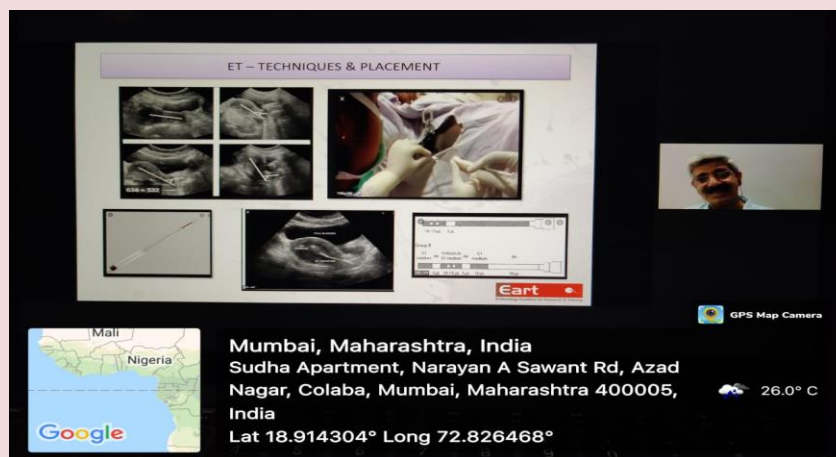 ET – TECHNIQUES & PLACEMENT
Eart
GPS Map Camera
Mali
Nigeria
Google
Mumbai, Maharashtra, India
Sudha Apartment, Narayan A Sawant Rd, Azad
Nagar, Colaba, Mumbai, Maharashtra 400005,
India
Lat 18.914304° Long 72.826468°
26.0° C